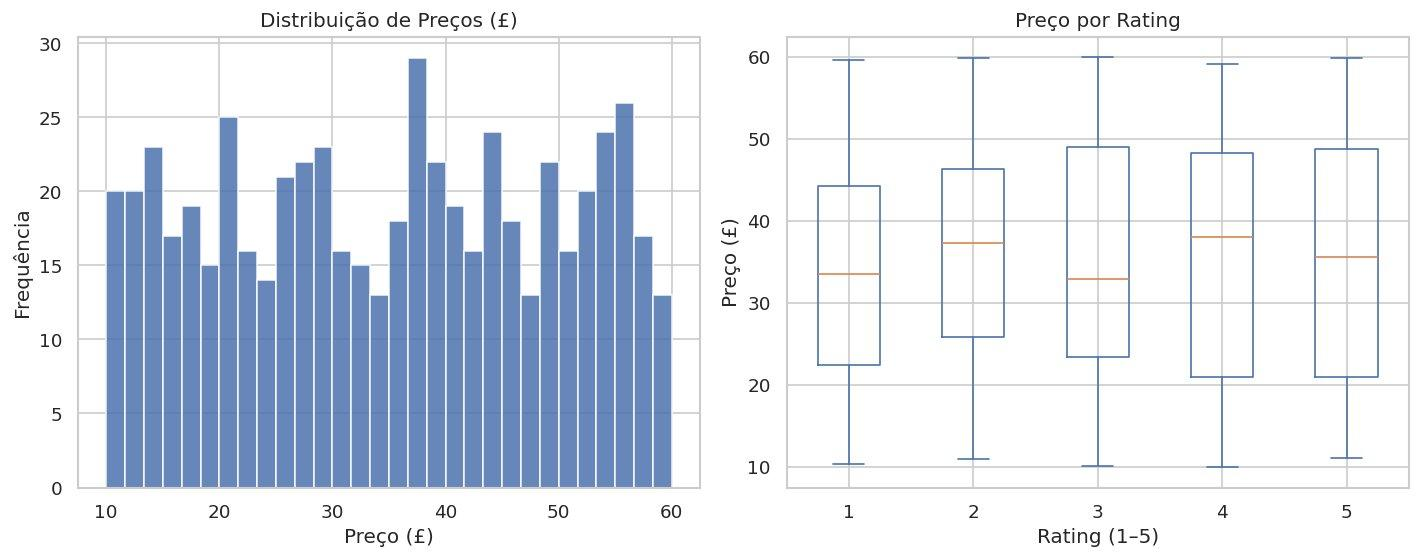 Distribuição de Preços (£)
30
25
20
15
10
5
0
Frequência
10 20 30 40 50 60
Preço (£)
Preço por Rating
60
50
40
30
20
10
Preço (£)
1 2 3 4 5
Rating (1–5)